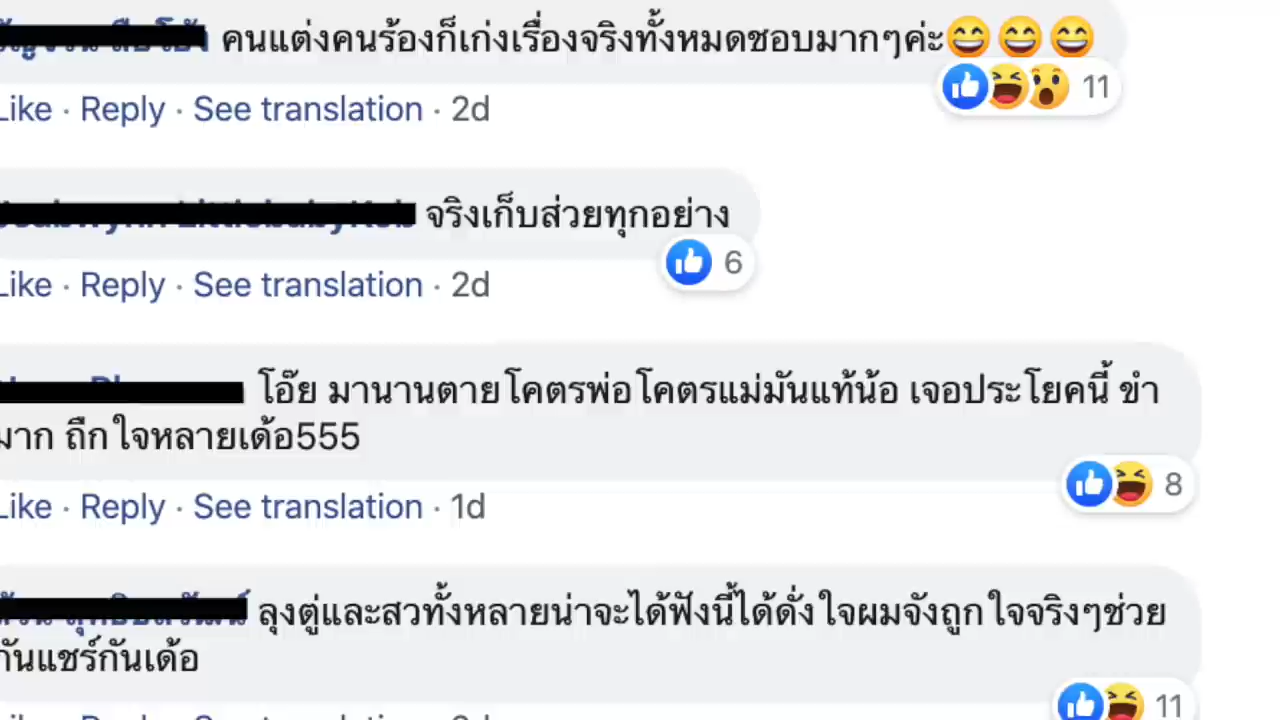 คนแต่งคนร้องก็เก่งเรื่องจริงทั้งหมดชอบมากๆค่ะ😄😄😄
11
Like · Reply · See translation · 2d
จริงเก็บส่วยทุกอย่าง
6
Like · Reply · See translation · 2d
โอ๊ย มานานตายโคตรพ่อโคตรแม่มันแท้น้อ เจอประโยคนี้ ขำ
มาก ถืกใจหลายเด้อ555
8
Like · Reply · See translation · 1d
ลุงตู่และสวทั้งหลายน่าจะได้ฟังนี้ได้ดั่งใจผมจังถูกใจจริงๆช่วย
กันแชร์กันเด้อ
11